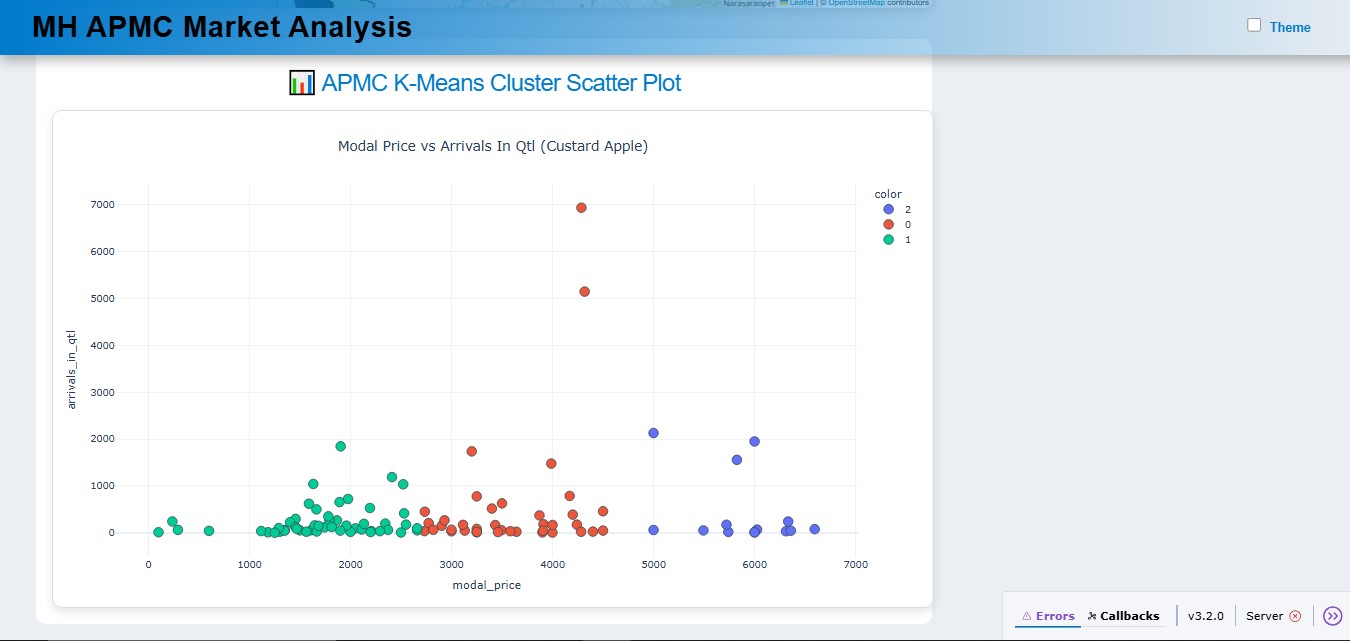 Narasaraopet
Leaflet | © OpenStreetMap contributors
MH APMC Market Analysis
Theme
APMC K-Means Cluster Scatter Plot
Modal Price vs Arrivals In Qtl (Custard Apple)
color
2
0
1
7000
6000
5000
4000
3000
2000
1000
0
arrivals_in_qtl
0 1000 2000 3000 4000 5000 6000 7000
modal_price
Errors Callbacks v3.2.0 Server